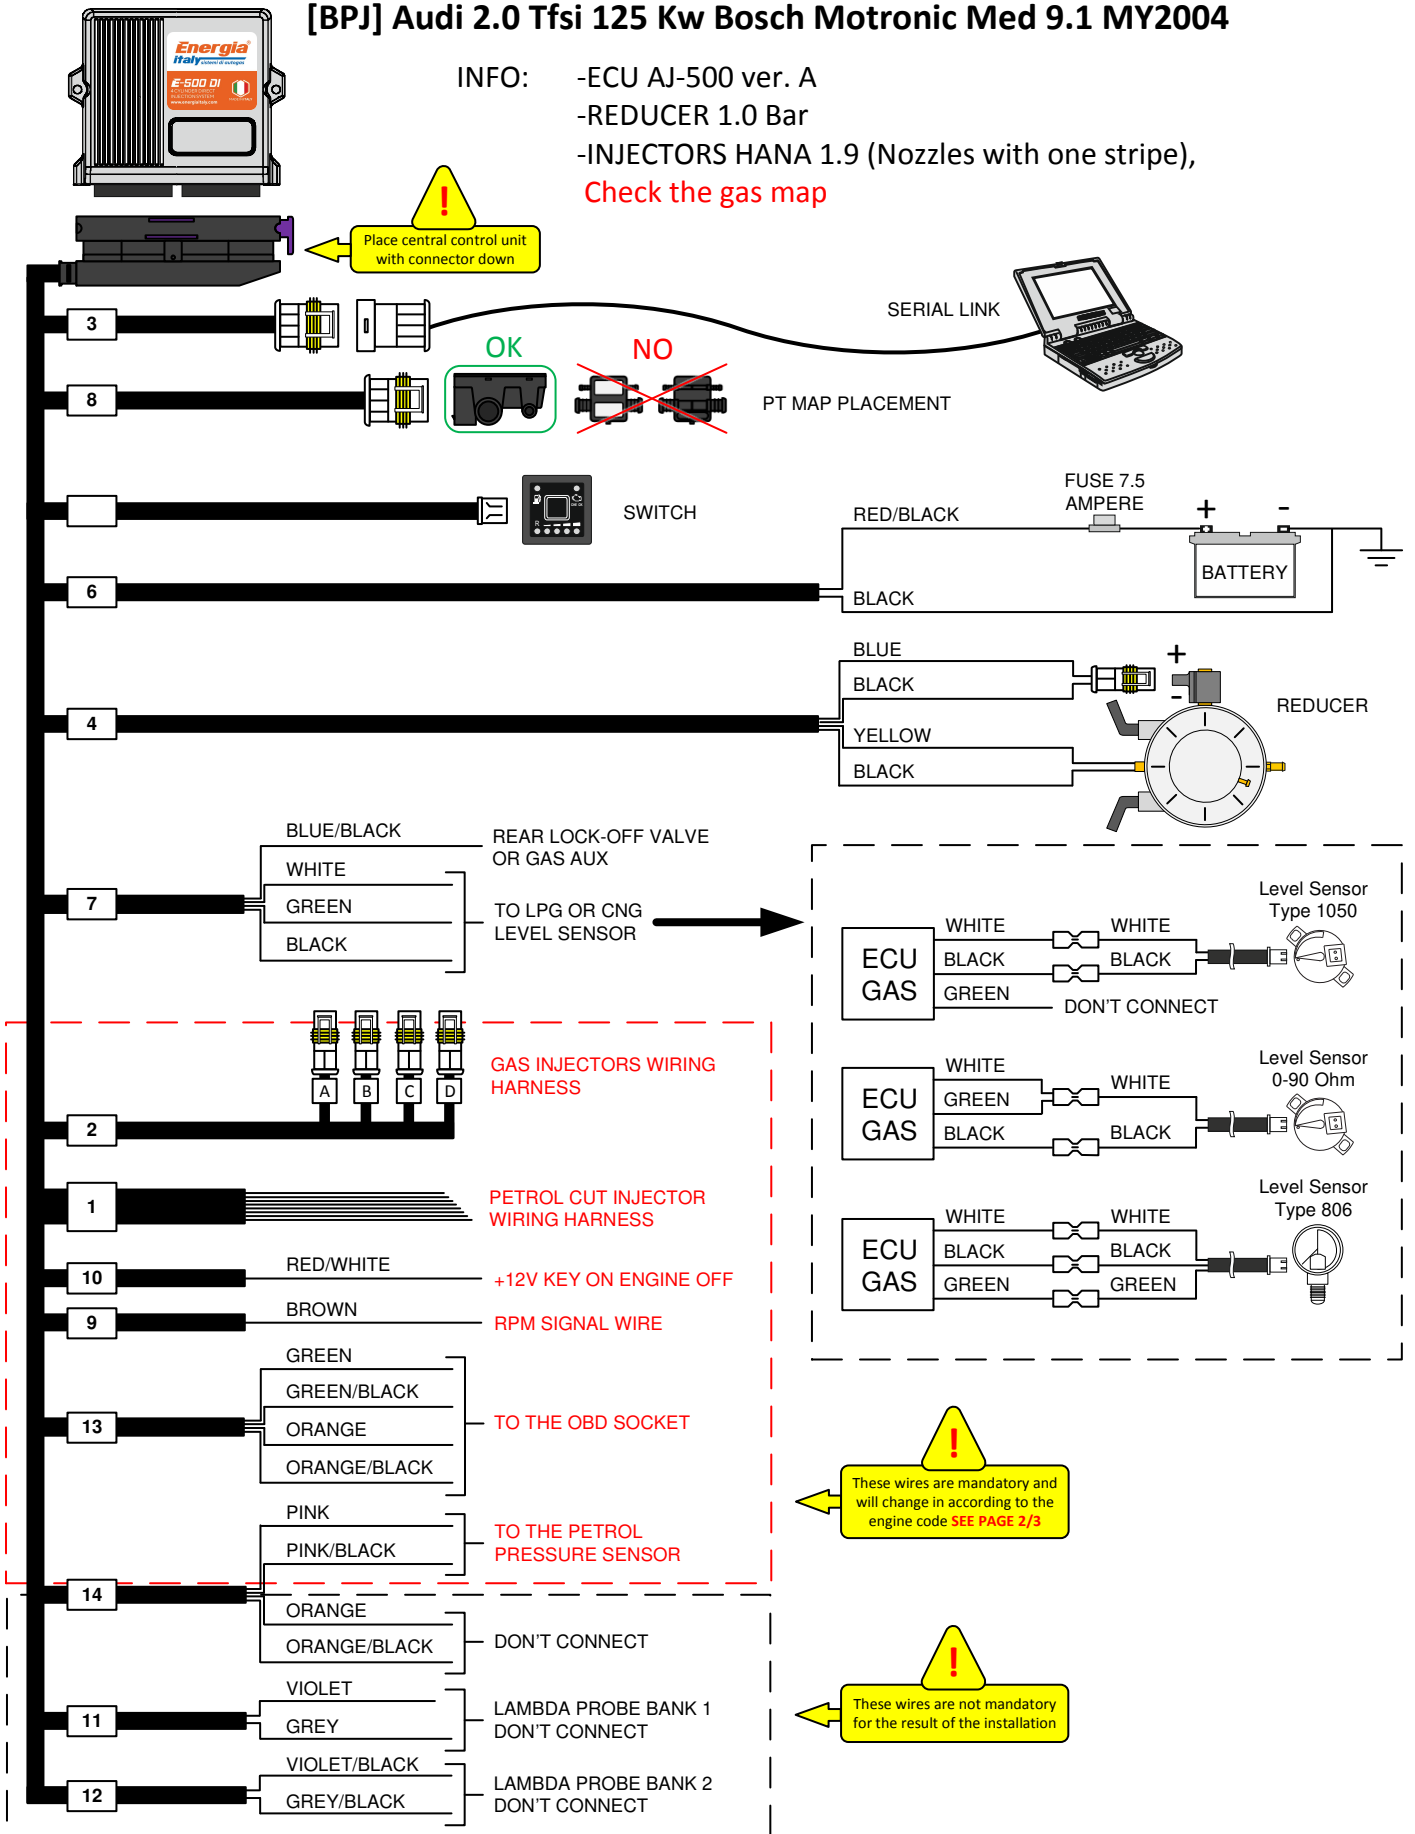 [BPJ] Audi 2.0 Tfsi 125 Kw Bosch Motronic Med 9.1 MY2004
Energia
italy sistemi di autogas
E-500 DI
4 CYLINDER DIRECT
INJECTION SYSTEM
www.energiaitaly.com
INFO: -ECU AJ-500 ver. A
-REDUCER 1.0 Bar
-INJECTORS HANA 1.9 (Nozzles with one stripe),
Check the gas map
!
Place central control unit
with connector down
3
SERIAL LINK
OK
NO
8
PT MAP PLACEMENT
R
SWITCH
FUSE 7.5
AMPERE
RED/BLACK
+ -
BATTERY
6
BLACK
BLUE
+
BLACK
-
REDUCER
4
YELLOW
BLACK
BLUE/BLACK
REAR LOCK-OFF VALVE
OR GAS AUX
WHITE
7
GREEN
TO LPG OR CNG
LEVEL SENSOR
BLACK
Level Sensor
Type 1050
ECU
GAS
WHITE WHITE
BLACK BLACK
GREEN
DON'T CONNECT
Level Sensor
0-90 Ohm
ECU
GAS
WHITE
WHITE
GREEN
BLACK BLACK
Level Sensor
Type 806
ECU
GAS
WHITE WHITE
BLACK BLACK
GREEN GREEN
A B C D
GAS INJECTORS WIRING
HARNESS
2
1
PETROL CUT INJECTOR
WIRING HARNESS
10
RED/WHITE
+12V KEY ON ENGINE OFF
9
BROWN
RPM SIGNAL WIRE
GREEN
GREEN/BLACK
13
TO THE OBD SOCKET
ORANGE
ORANGE/BLACK
!
These wires are mandatory and
will change in according to the
engine code SEE PAGE 2/3
PINK
TO THE PETROL
PRESSURE SENSOR
PINK/BLACK
14
ORANGE
DON'T CONNECT
ORANGE/BLACK
!
These wires are not mandatory
for the result of the installation
VIOLET
11
LAMBDA PROBE BANK 1
DON'T CONNECT
GREY
VIOLET/BLACK
12
LAMBDA PROBE BANK 2
DON'T CONNECT
GREY/BLACK